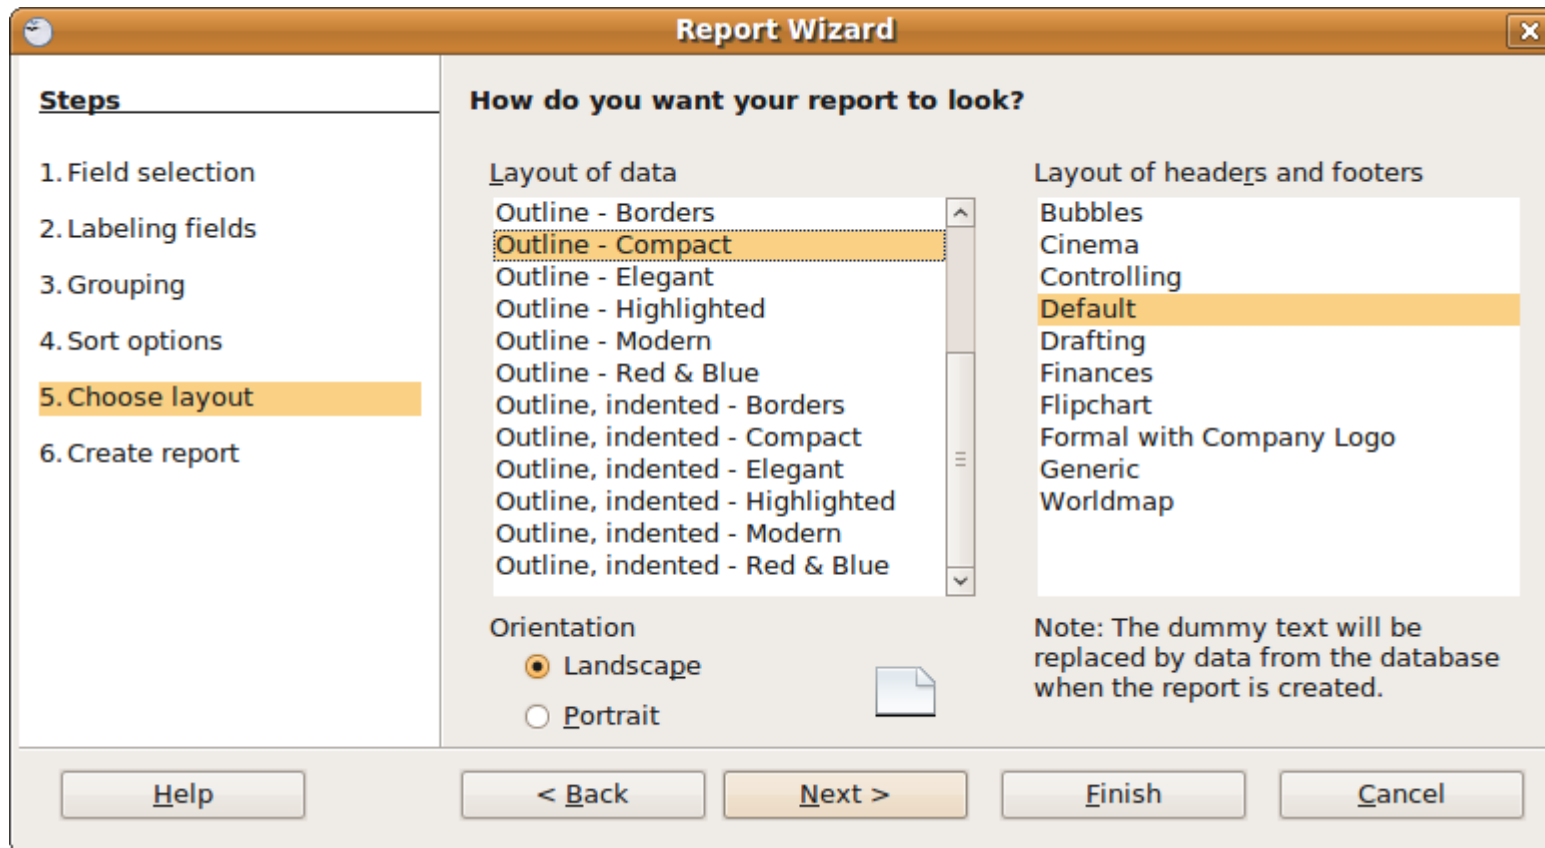 Report Wizard
Steps
1. Field selection
2. Labeling fields
3. Grouping
4. Sort options
5. Choose layout
6. Create report
How do you want your report to look?
Layout of data
Outline - Borders
Outline - Compact
Outline - Elegant
Outline - Highlighted
Outline - Modern
Outline - Red & Blue
Outline, indented - Borders
Outline, indented - Compact
Outline, indented - Elegant
Outline, indented - Highlighted
Outline, indented - Modern
Outline, indented - Red & Blue
Layout of headers and footers
Bubbles
Cinema
Controlling
Default
Drafting
Finances
Flipchart
Formal with Company Logo
Generic
Worldmap
Orientation
Landscape
Portrait
Note: The dummy text will be
replaced by data from the database
when the report is created.
Help
< Back
Next >
Finish
Cancel